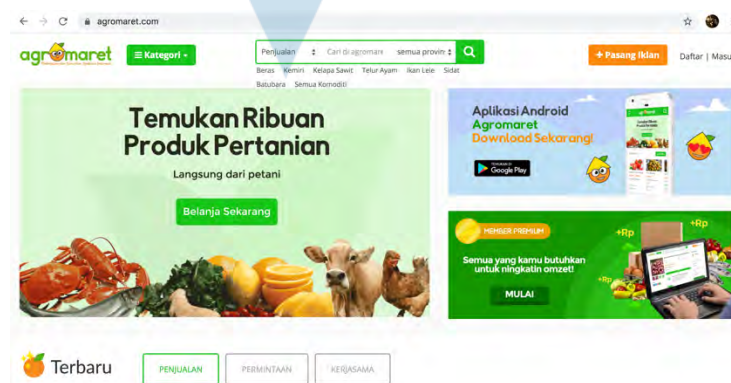 agromaret.com
agromaret
Kategori
Penjualan
Cari di agromare
semua provin
Beras Kemiri Kelapa Sawit Telur Ayam Ikan Lele Sidat
Batubara Semua Komoditi
+ Pasang Iklan
Daftar | Masu
Temukan Ribuan
Produk Pertanian
Langsung dari petani
Belanja Sekarang
Aplikasi Android
Agromaret
Download Sekarang!
Google Play
MEMBER PREMIUM
Semua yang kamu butuhkan
untuk ningkatin omzet!
MULAI
+Rp
+Rp
+Rp
Terbaru
PENJUALAN
PERMINTAAN
KERJASAMA